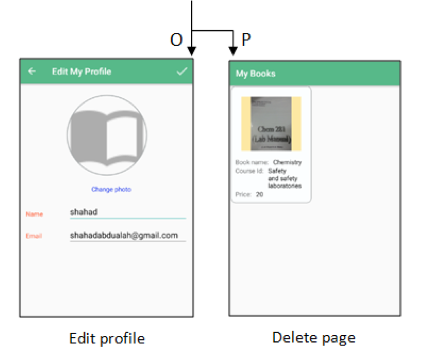 O
P
Edit My Profile
My Books
Chem 283
(Lab Manual)
Book name: Chemistry
Course Id: Safety
and safety
laboratories
Price: 20
Change photo
Name shahad
Email shahadabdualah@gmail.com
Edit profile
Delete page